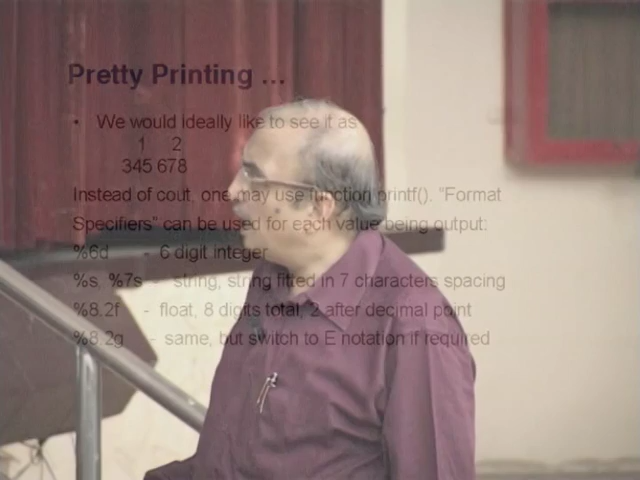 Pretty Printing ...
• We would ideally like to see it as
1 2
345 678
Instead of cout, one may use function printf(). "Format
Specifiers" can be used for each value being output:
%6d - 6 digit integer
%s, %7s - string, string fitted in 7 characters spacing
%8.2f - float, 8 digits total, 2 after decimal point
%8.2g - same, but switch to E notation if required